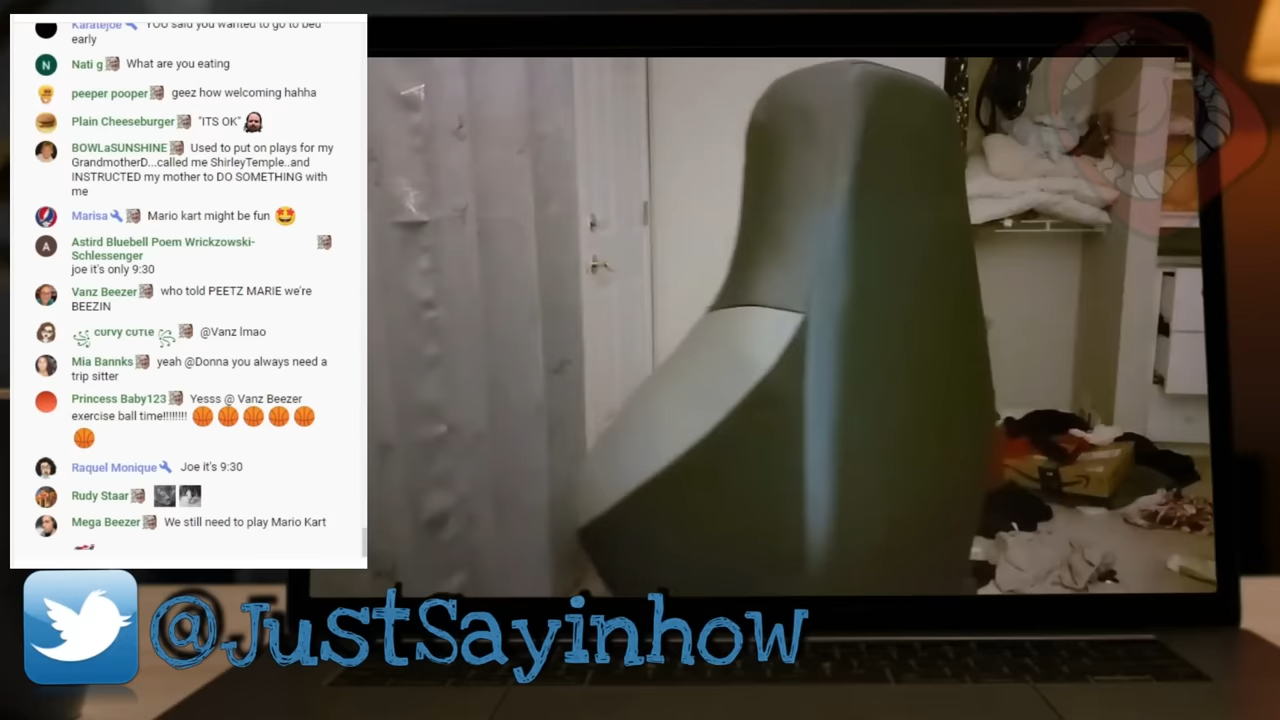 Karatejoe YOU said you wanted to go to bed
early
Nati g What are you eating
peeper pooper geez how welcoming hahha
Plain Cheeseburger "ITS OK"
BOWLaSUNSHINE Used to put on plays for my
GrandmotherD...called me ShirleyTemple..and
INSTRUCTED my mother to DO SOMETHING with
me
Marisa Mario kart might be fun
A Astird Bluebell Poem Wrickzowski-
Schlessenger
joe it's only 9:30
Vanz Beezer who told PEETZ MARIE we're
BEEZIN
curvy cuTie @Vanz lmao
Mia Bannks yeah @Donna you always need a
trip sitter
Princess Baby123 Yesss @ Vanz Beezer
exercise ball time!!!!!!!!
Raquel Monique Joe it's 9:30
Rudy Staar
Mega Beezer We still need to play Mario Kart
@JustSayinhow